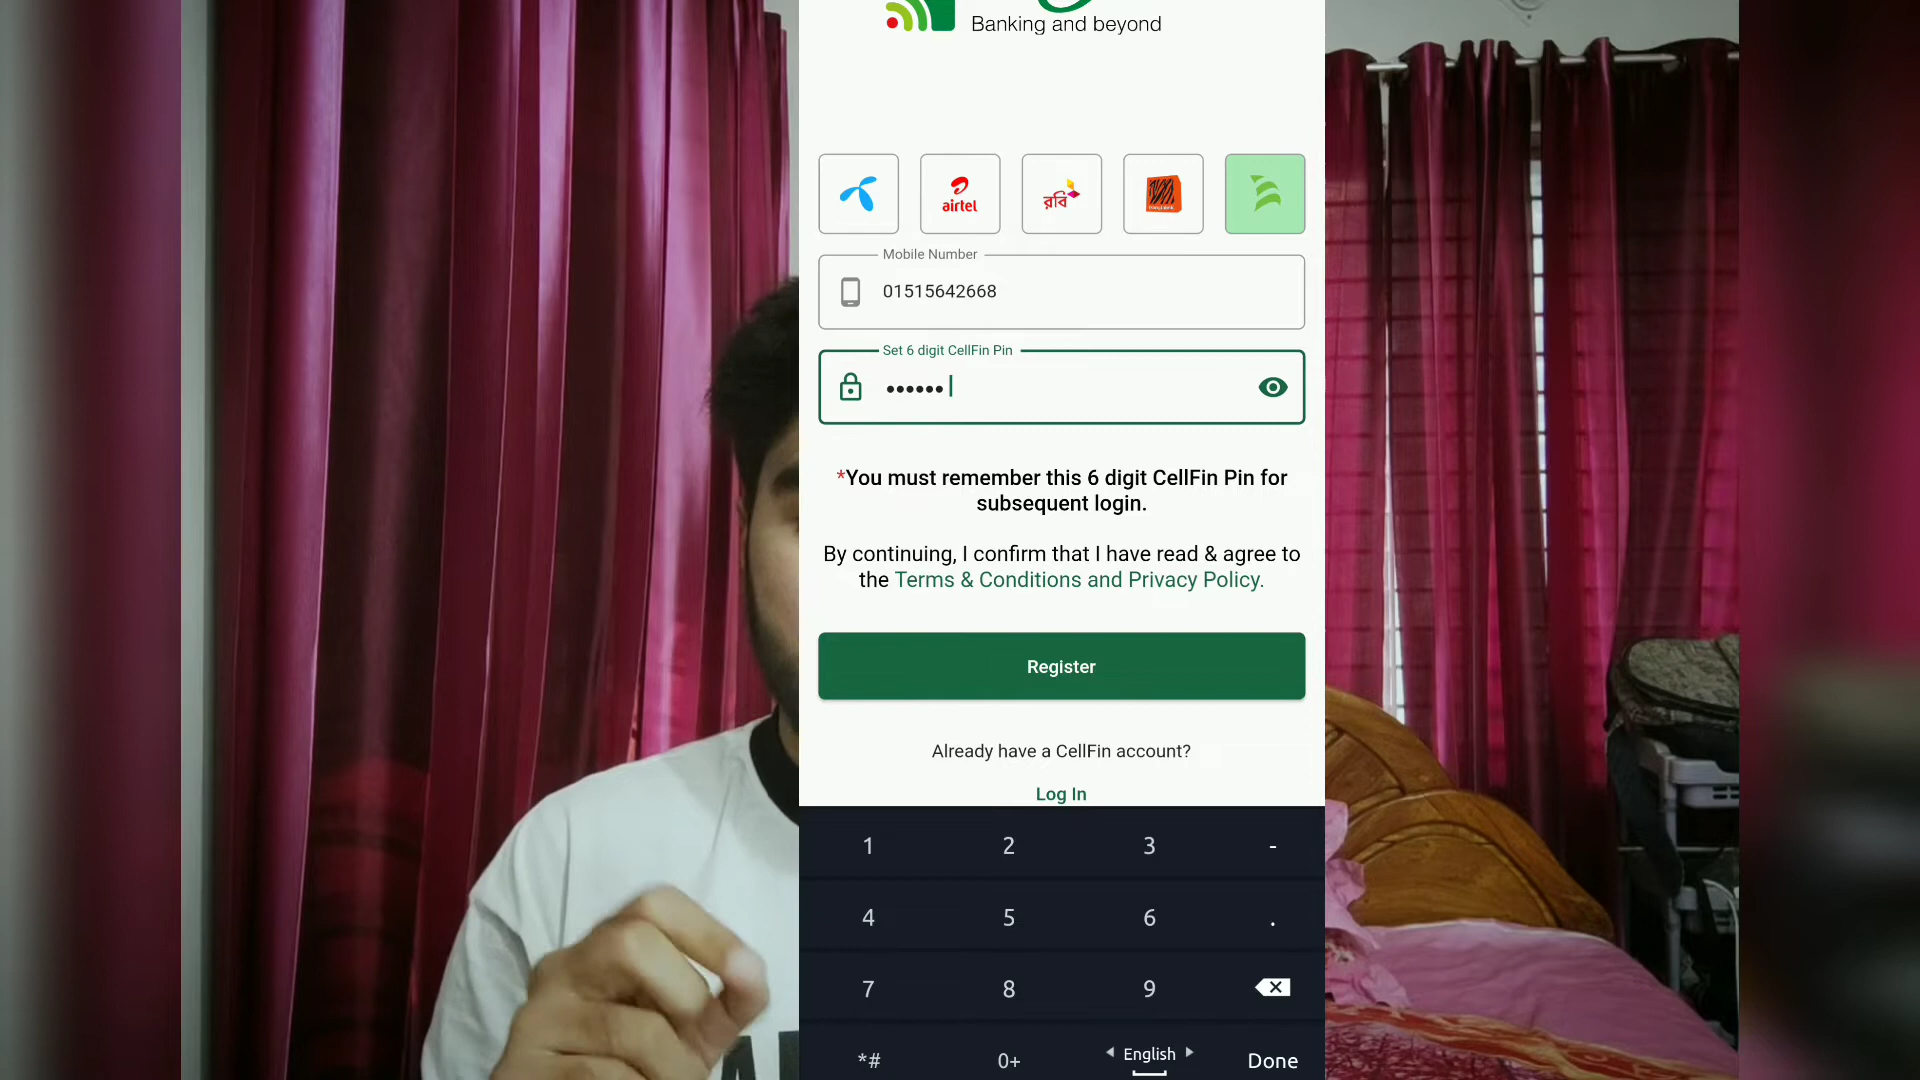 Banking and beyond
airtel
রবি
Mobile Number
01515642668
Set 6 digit CellFin Pin
••••••
*You must remember this 6 digit CellFin Pin for
subsequent login.
By continuing, I confirm that I have read & agree to
the Terms & Conditions and Privacy Policy.
Register
Already have a CellFin account?
Log In
1 2 3 -
4 5 6 .
7 8 9
*# 0+ English Done